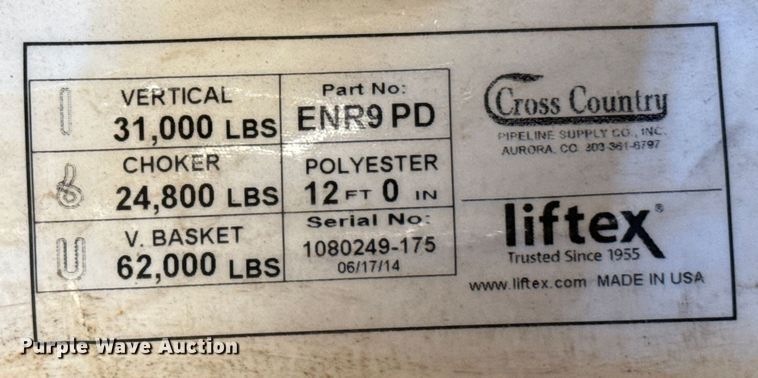 VERTICAL
31,000 LBS
CHOKER
24,800 LBS
V. BASKET
62,000 LBS
Part No:
ENR9 PD
POLYESTER
12 FT 0 IN
Serial No:
1080249-175
06/17/14
Cross Country
PIPELINE SUPPLY CO., INC.
AURORA, CO 303-361-6797
liftex®
Trusted Since 1955
www.liftex.com MADE IN USA
Purple Wave Auction